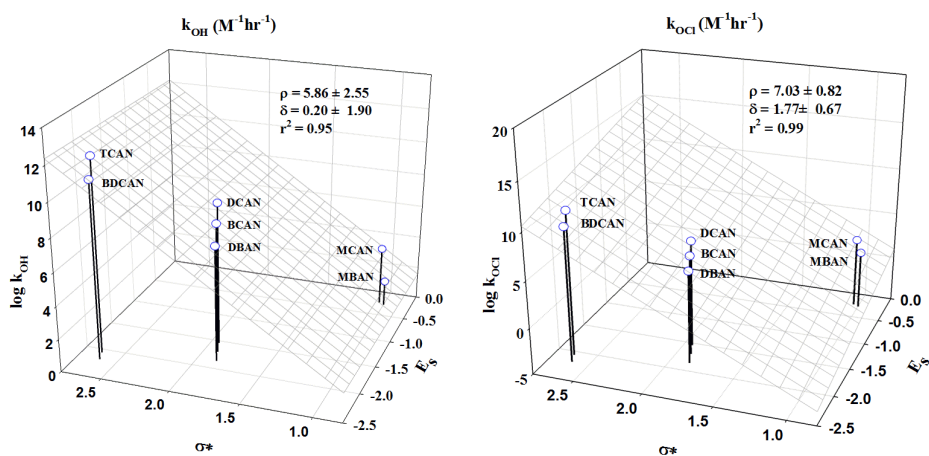 k_OH (M⁻¹hr⁻¹)
ρ = 5.86 ± 2.55
δ = 0.20 ± 1.90
r² = 0.95
14
12
10
8
6
4
2
0
log k_OH
TCAN
BDCAN
DCAN
BCAN
DBAN
MCAN
MBAN
0.0
-0.5
-1.0
-1.5
-2.0
-2.5
E_S
2.5
2.0
1.5
1.0
σ*
k_OCl (M⁻¹hr⁻¹)
ρ = 7.03 ± 0.82
δ = 1.77± 0.67
r² = 0.99
20
15
10
5
0
-5
log k_OCl
TCAN
BDCAN
DCAN
BCAN
DBAN
MCAN
MBAN
0.0
-0.5
-1.0
-1.5
-2.0
-2.5
E_S
2.5
2.0
1.5
1.0
σ*